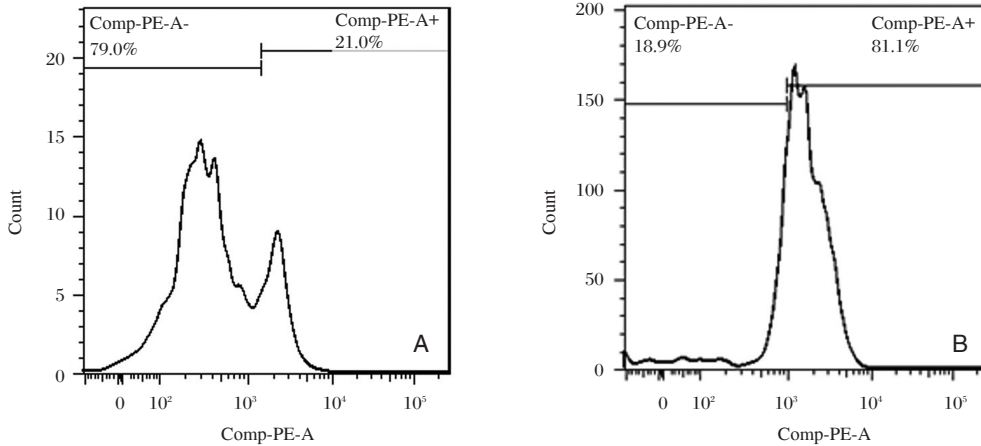 Comp-PE-A-
79.0%
Comp-PE-A+
21.0%
20
15
10
5
0
Count
A
0 10² 10³ 10⁴ 10⁵
Comp-PE-A
Comp-PE-A-
18.9%
Comp-PE-A+
81.1%
200
150
100
50
0
Count
B
0 10² 10³ 10⁴ 10⁵
Comp-PE-A